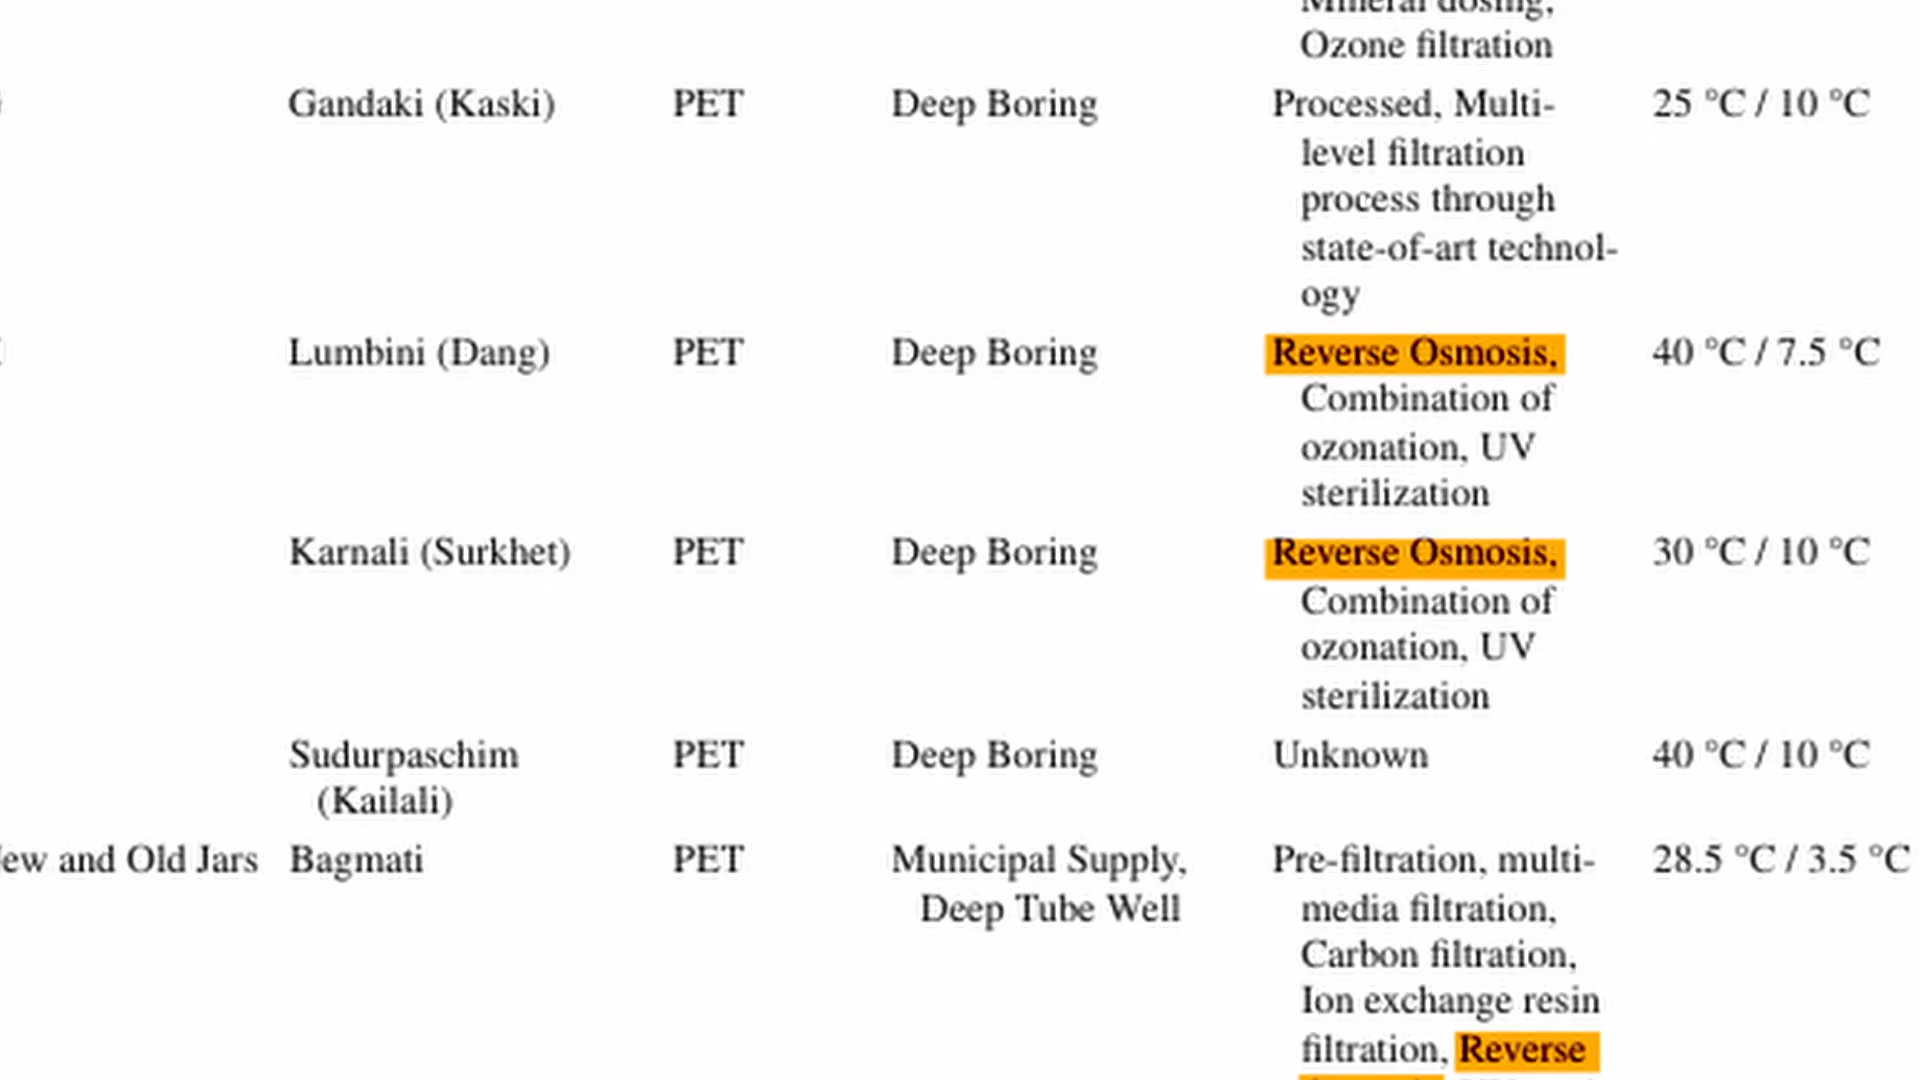 Mineral dosing,
Ozone filtration
Gandaki (Kaski) PET Deep Boring Processed, Multi- 25 °C / 10 °C
level filtration
process through
state-of-art technol-
ogy
Lumbini (Dang) PET Deep Boring Reverse Osmosis, 40 °C / 7.5 °C
Combination of
ozonation, UV
sterilization
Karnali (Surkhet) PET Deep Boring Reverse Osmosis, 30 °C / 10 °C
Combination of
ozonation, UV
sterilization
Sudurpaschim PET Deep Boring Unknown 40 °C / 10 °C
(Kailali)
ew and Old Jars Bagmati PET Municipal Supply, Pre-filtration, multi- 28.5 °C / 3.5 °C
Deep Tube Well media filtration,
Carbon filtration,
Ion exchange resin
filtration, Reverse